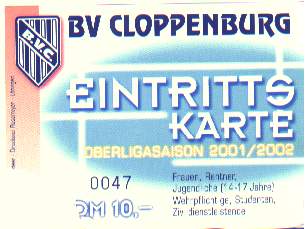 BV CLOPPENBURG
B.V.C.
EINTRITTS
KARTE
OBERLIGASAISON 2001/2002
0047
DM 10,-
Frauen, Rentner,
Jugendliche (14-17 Jahre)
Wehrpflichtige, Studenten,
Zivildienstleistende